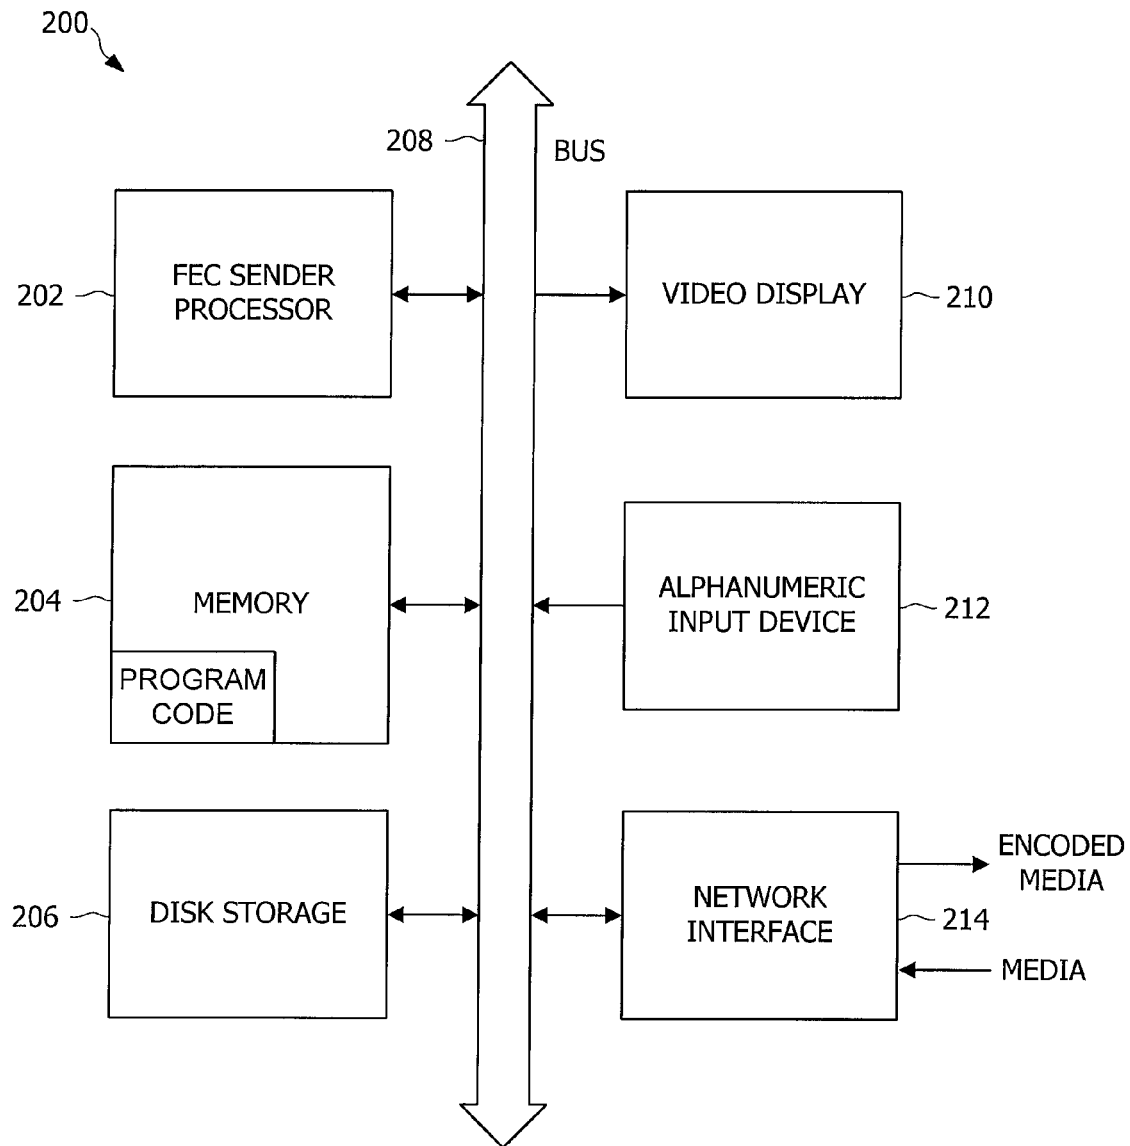 200
208
BUS
FEC SENDER
PROCESSOR
202
VIDEO DISPLAY
210
204
MEMORY
PROGRAM
CODE
ALPHANUMERIC
INPUT DEVICE
212
206
DISK STORAGE
NETWORK
INTERFACE
214
ENCODED
MEDIA
MEDIA